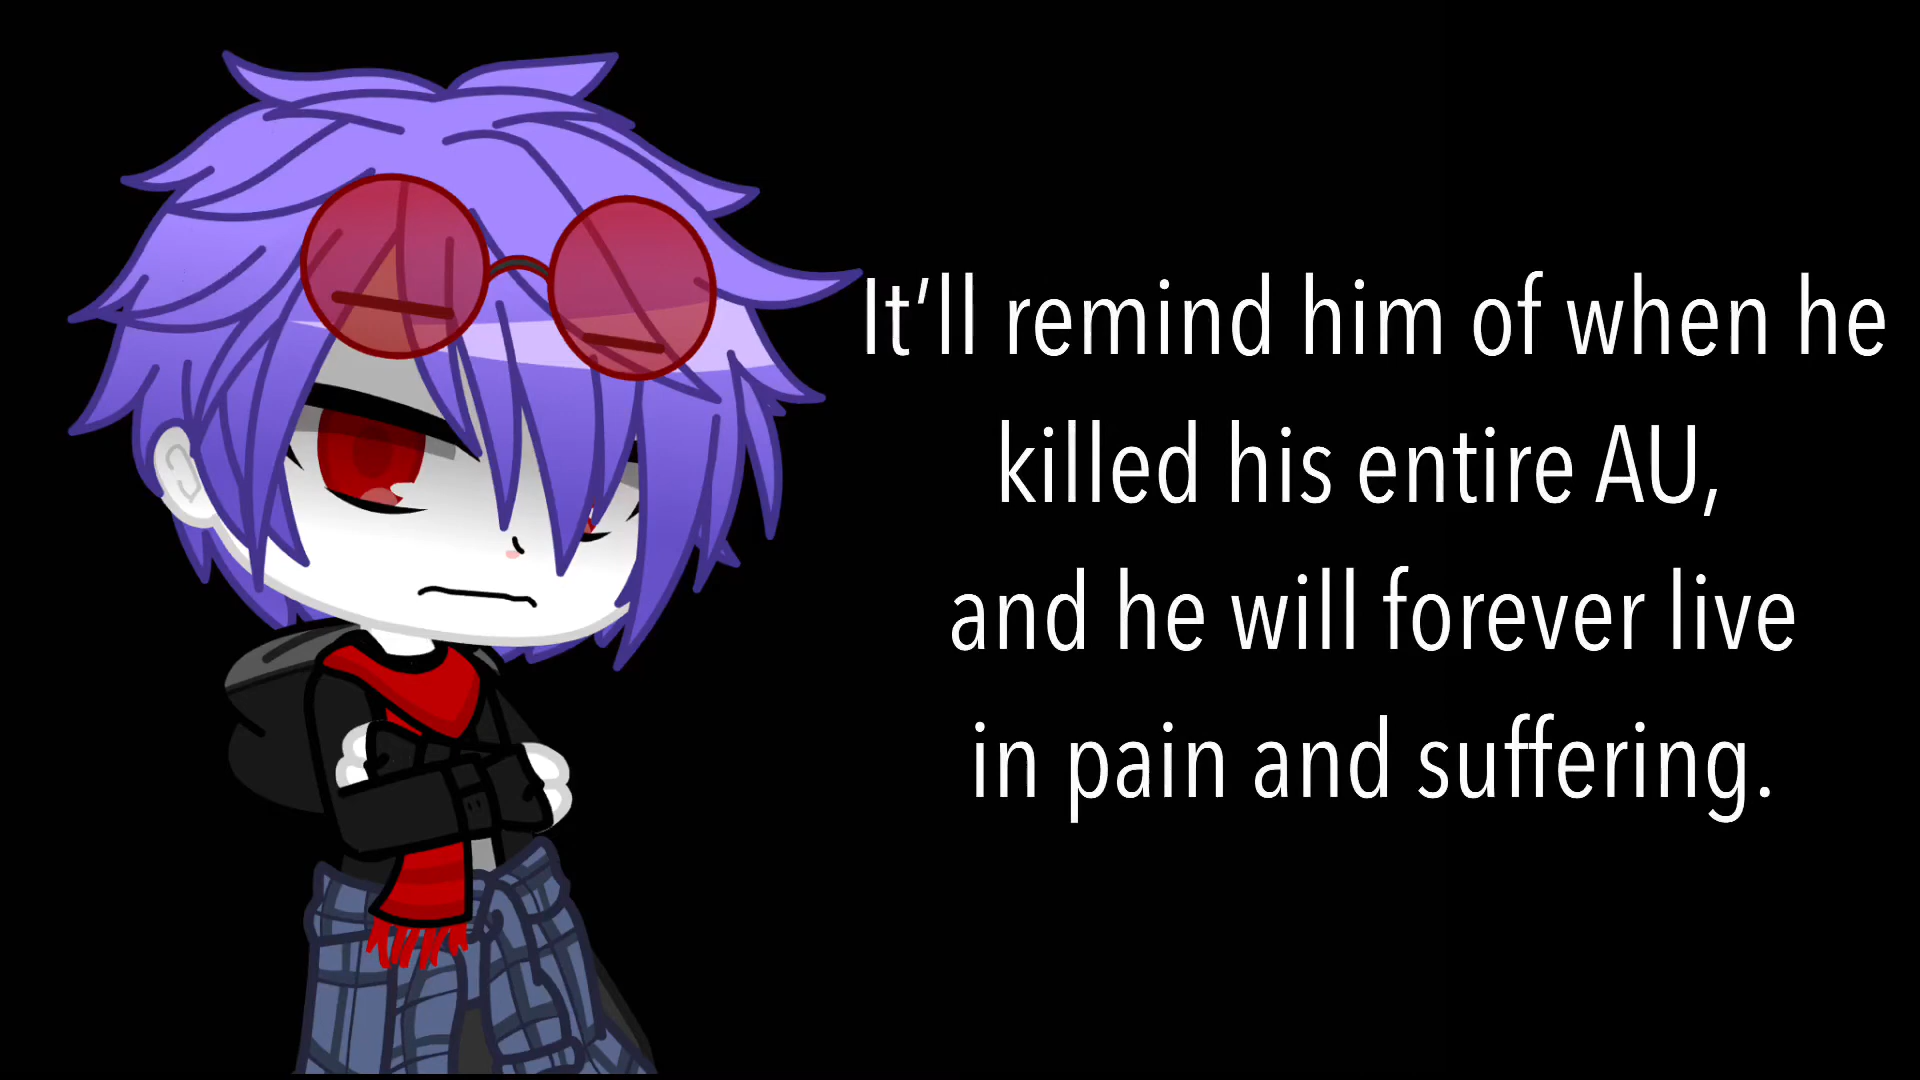 It‘ll remind him of when he
killed his entire AU,
and he will forever live
in pain and suffering.